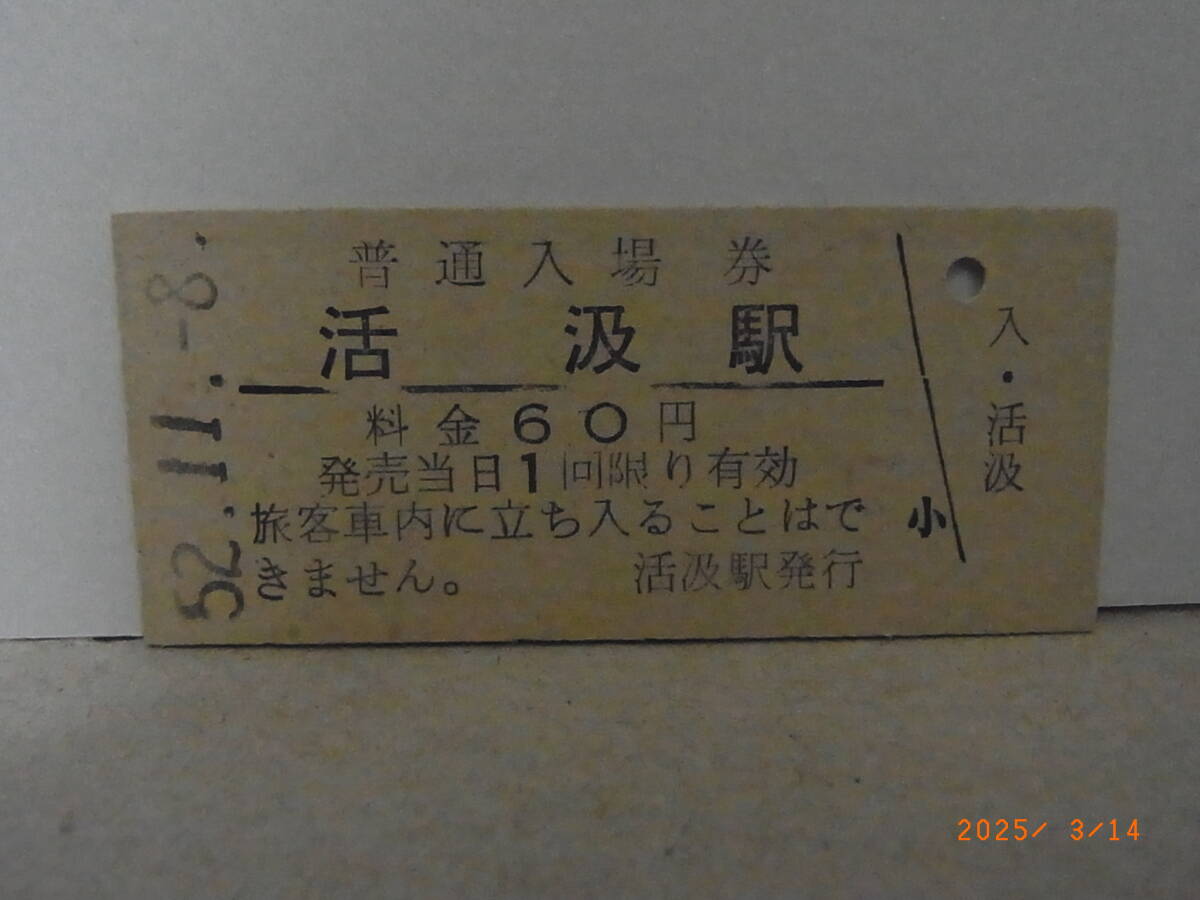 普通入場券
活汲駅
料金60円
発売当日1回限り有効
旅客車内に立ち入ることはで
きません。 活汲駅発行
小
入・活汲
52.11.-8.
2025/ 3/14